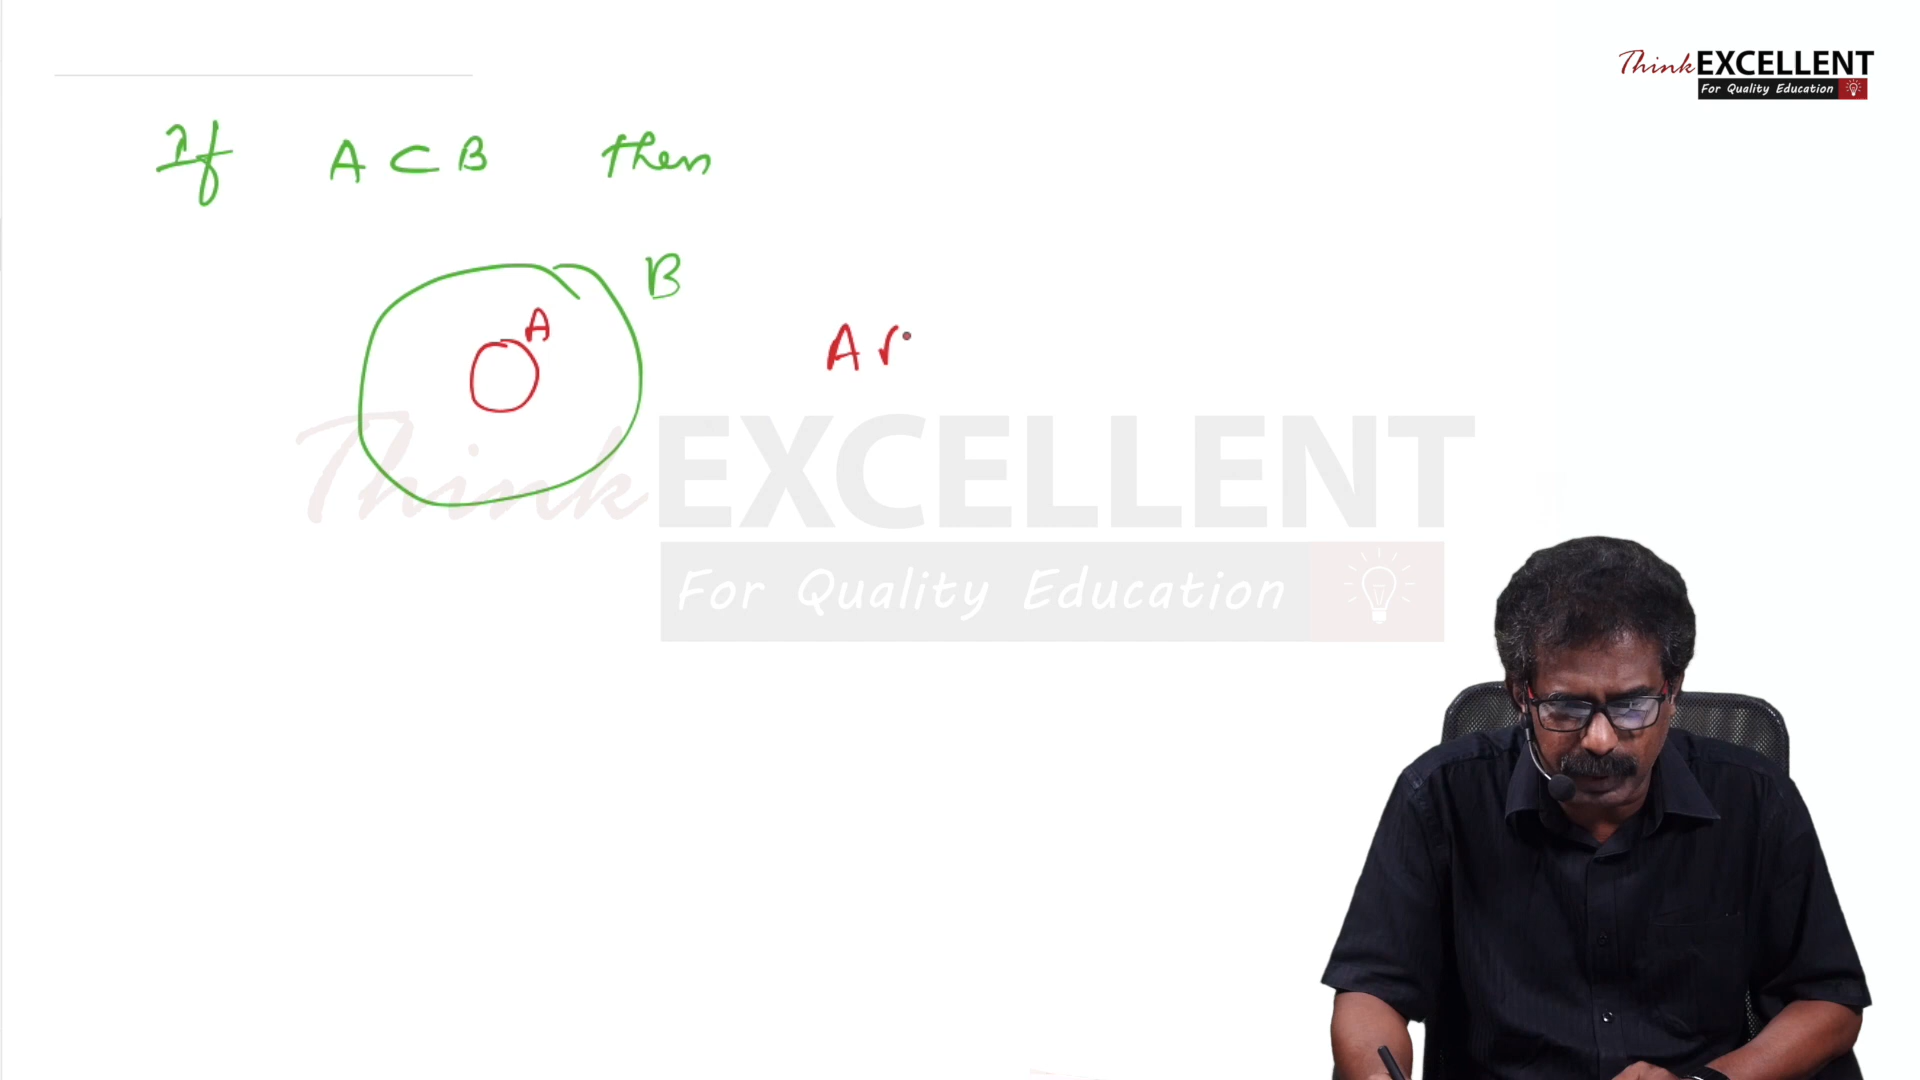 Think EXCELLENT
For Quality Education
If A ⊂ B then
B
A
A
Think EXCELLENT
For Quality Education